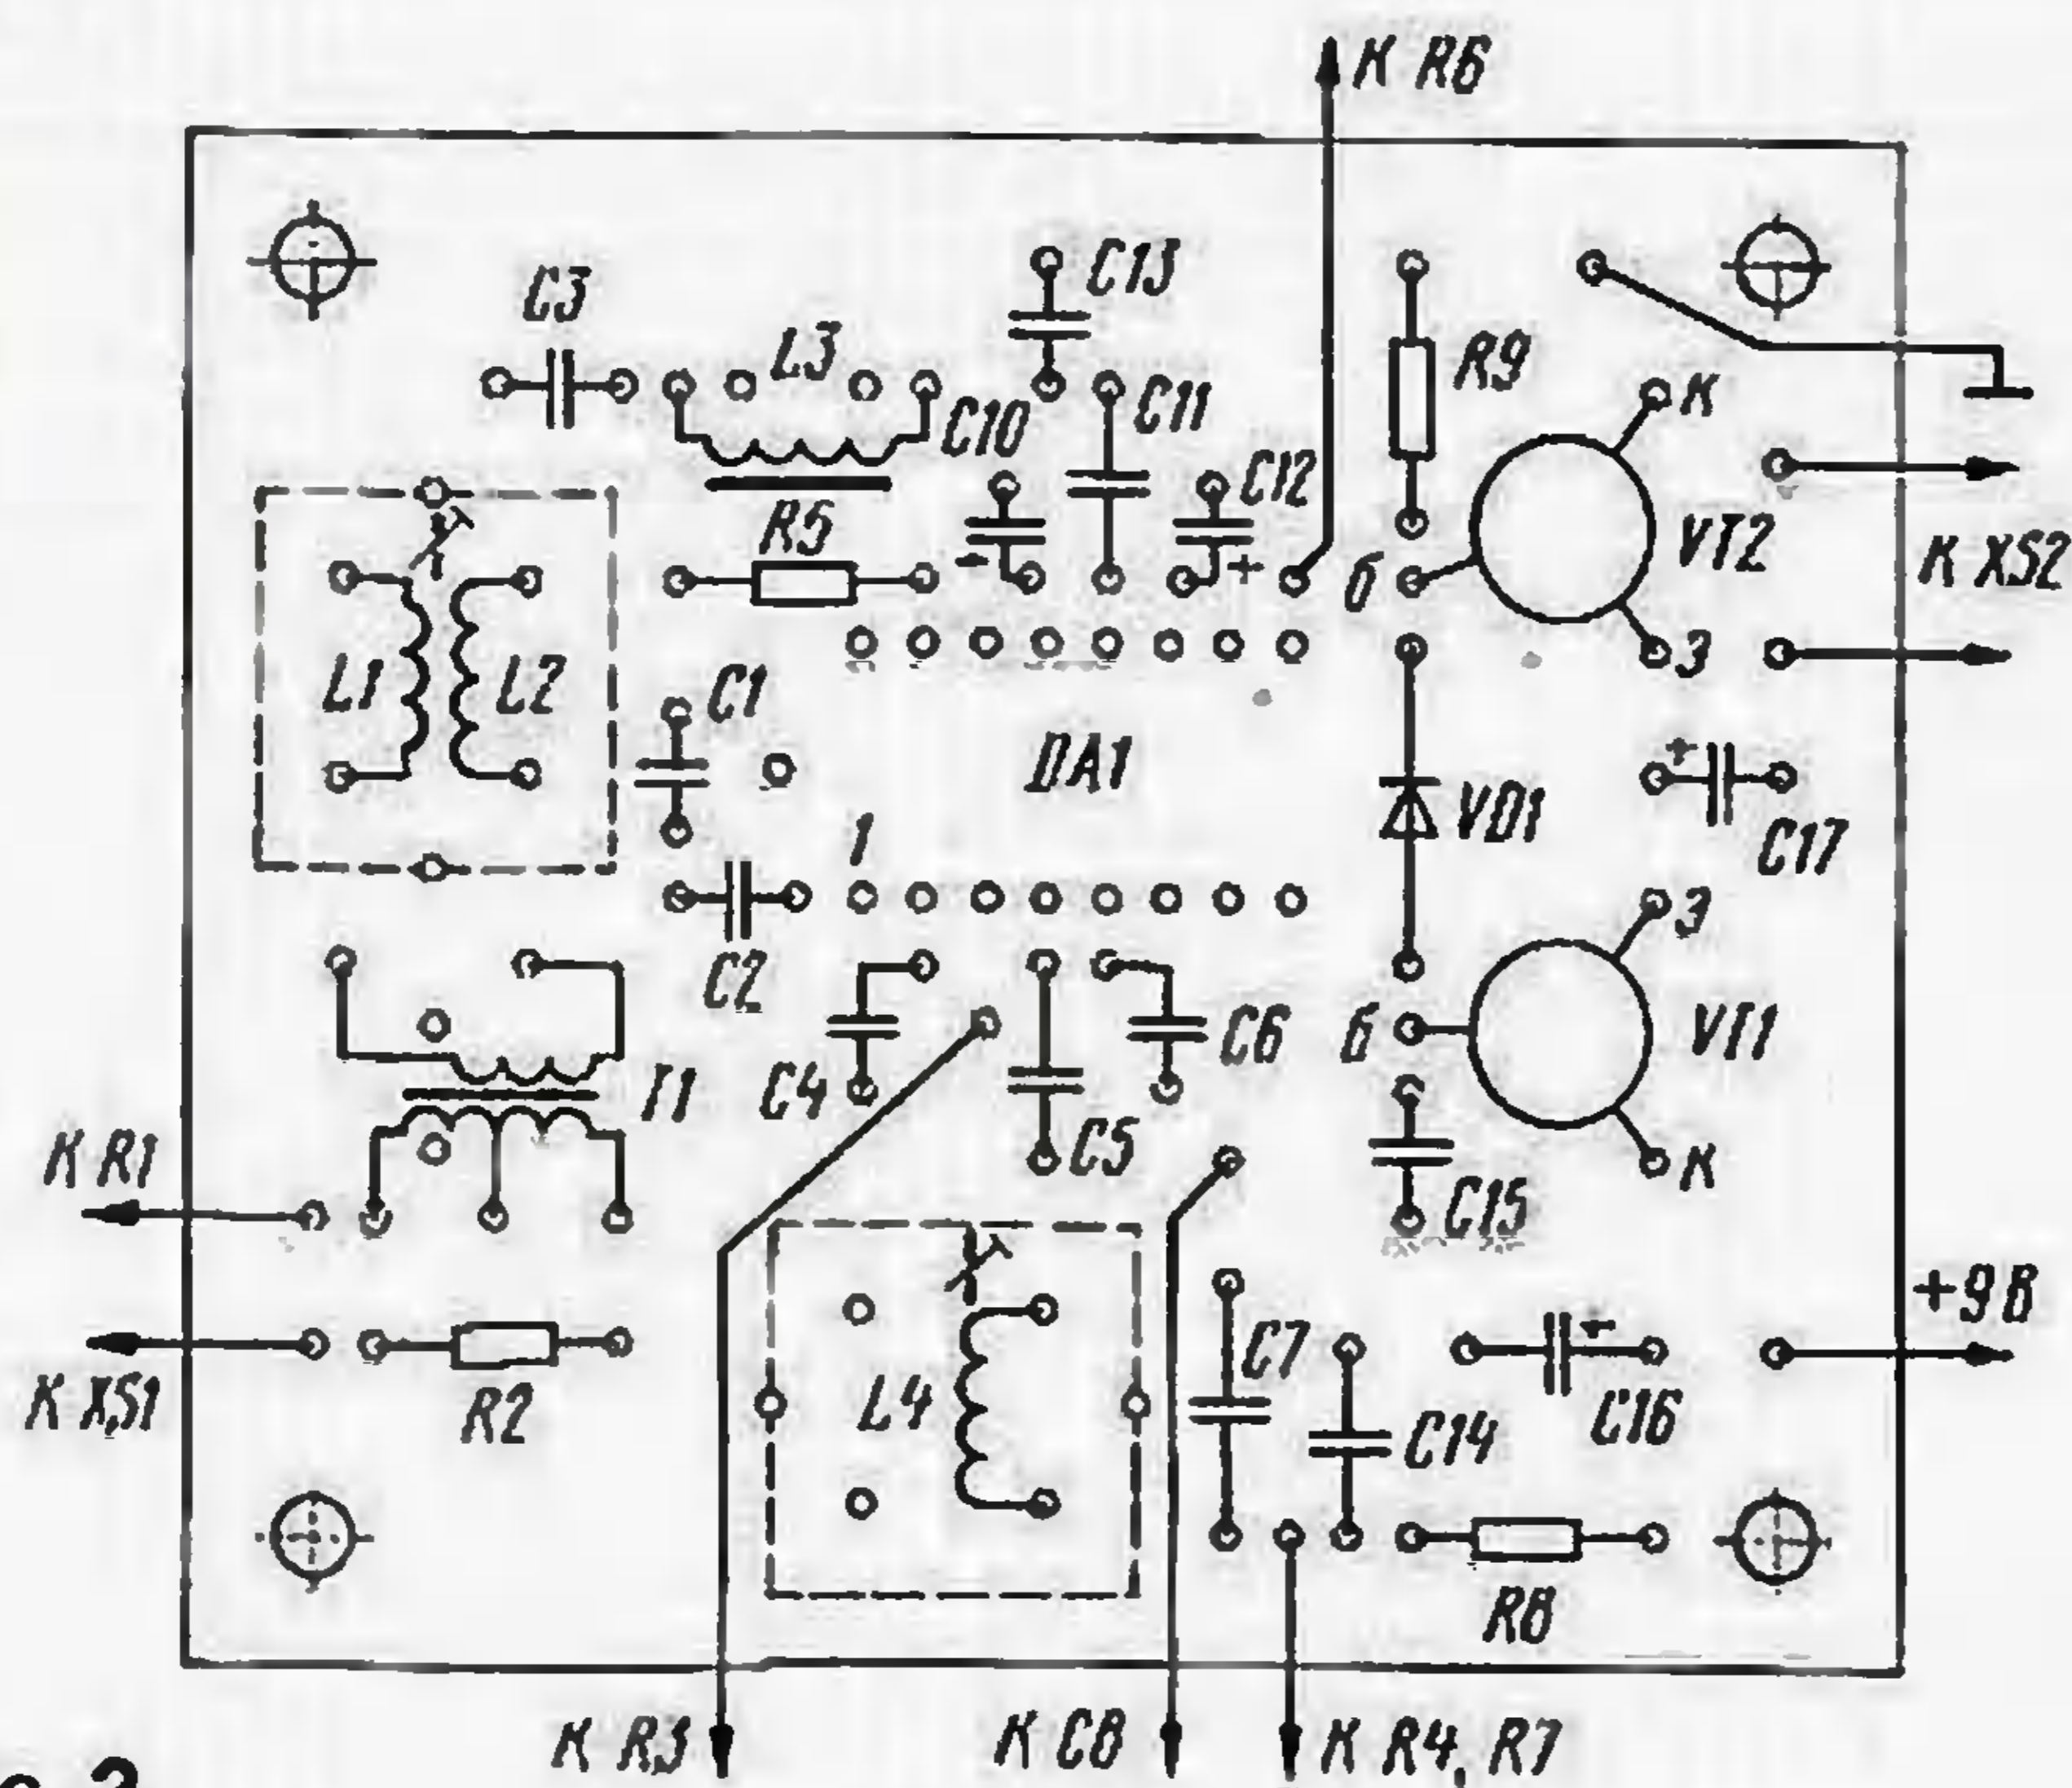 К R6
C13
C3
L3
R9
К
C11
C10
C12
R5
VT2
К XS2
-
+
б
Э
L1
L2
C1
DA1
+
VD1
C17
1
Э
C2
б
VT1
C6
T1
C4
К R1
C5
К
C15
+9В
+
C7
К XS1
R2
L4
C16
C14
R8
К R3
К C8
К R4, R7